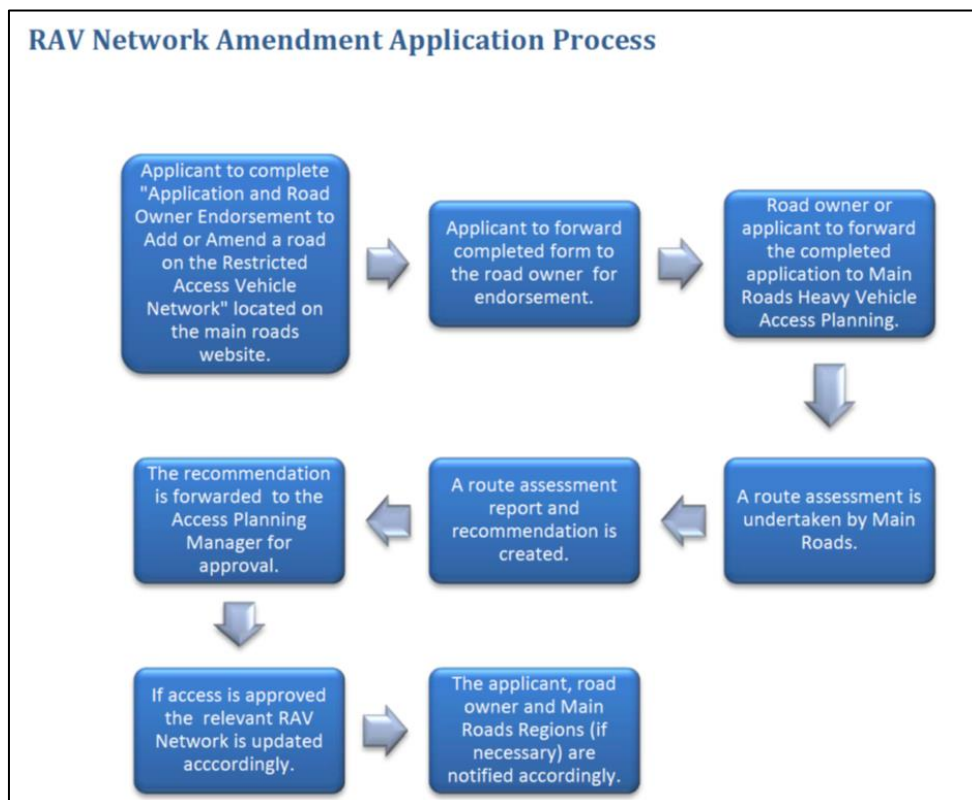 RAV Network Amendment Application Process
Applicant to complete
"Application and Road
Owner Endorsement to
Add or Amend a road
on the Restricted
Access Vehicle
Network" located on
the main roads
website.
Applicant to forward
completed form to
the road owner for
endorsement.
Road owner or
applicant to forward
the completed
application to Main
Roads Heavy Vehicle
Access Planning.
A route assessment is
undertaken by Main
Roads.
A route assessment
report and
recommendation is
created.
The recommendation
is forwarded to the
Access Planning
Manager for
approval.
If access is approved
the relevant RAV
Network is updated
acccordingly.
The applicant, road
owner and Main
Roads Regions (if
necessary) are
notified accordingly.